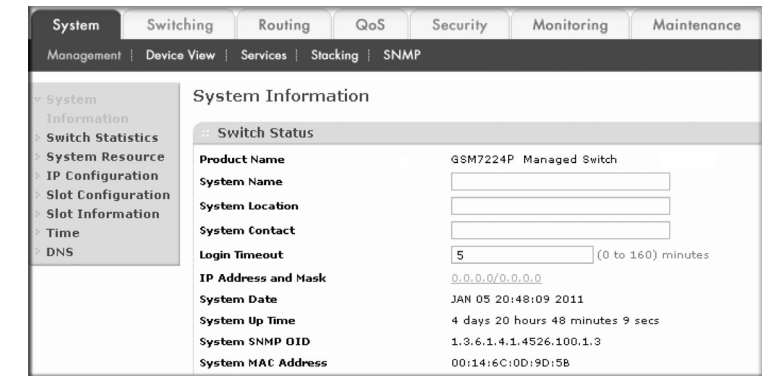 System Switching Routing QoS Security Monitoring Maintenance
Management Device View Services Stacking SNMP
System Information
Switch Statistics
System Resource
IP Configuration
Slot Configuration
Slot Information
Time
DNS
System Information
Switch Status
Product Name GSM7224P Managed Switch
System Name
System Location
System Contact
Login Timeout 5 (0 to 160) minutes
IP Address and Mask 0.0.0.0/0.0.0.0
System Date JAN 05 20:48:09 2011
System Up Time 4 days 20 hours 48 minutes 9 secs
System SNMP OID 1.3.6.1.4.1.4526.100.1.3
System MAC Address 00:14:6C:0D:9D:5B